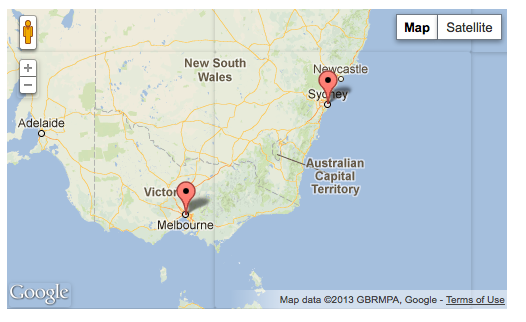 Map
Satellite
New South
Wales
Newcastle
Sydney
Adelaide
Australian
Capital
Territory
Victor
Melbourne
Google
Map data ©2013 GBRMPA, Google - Terms of Use